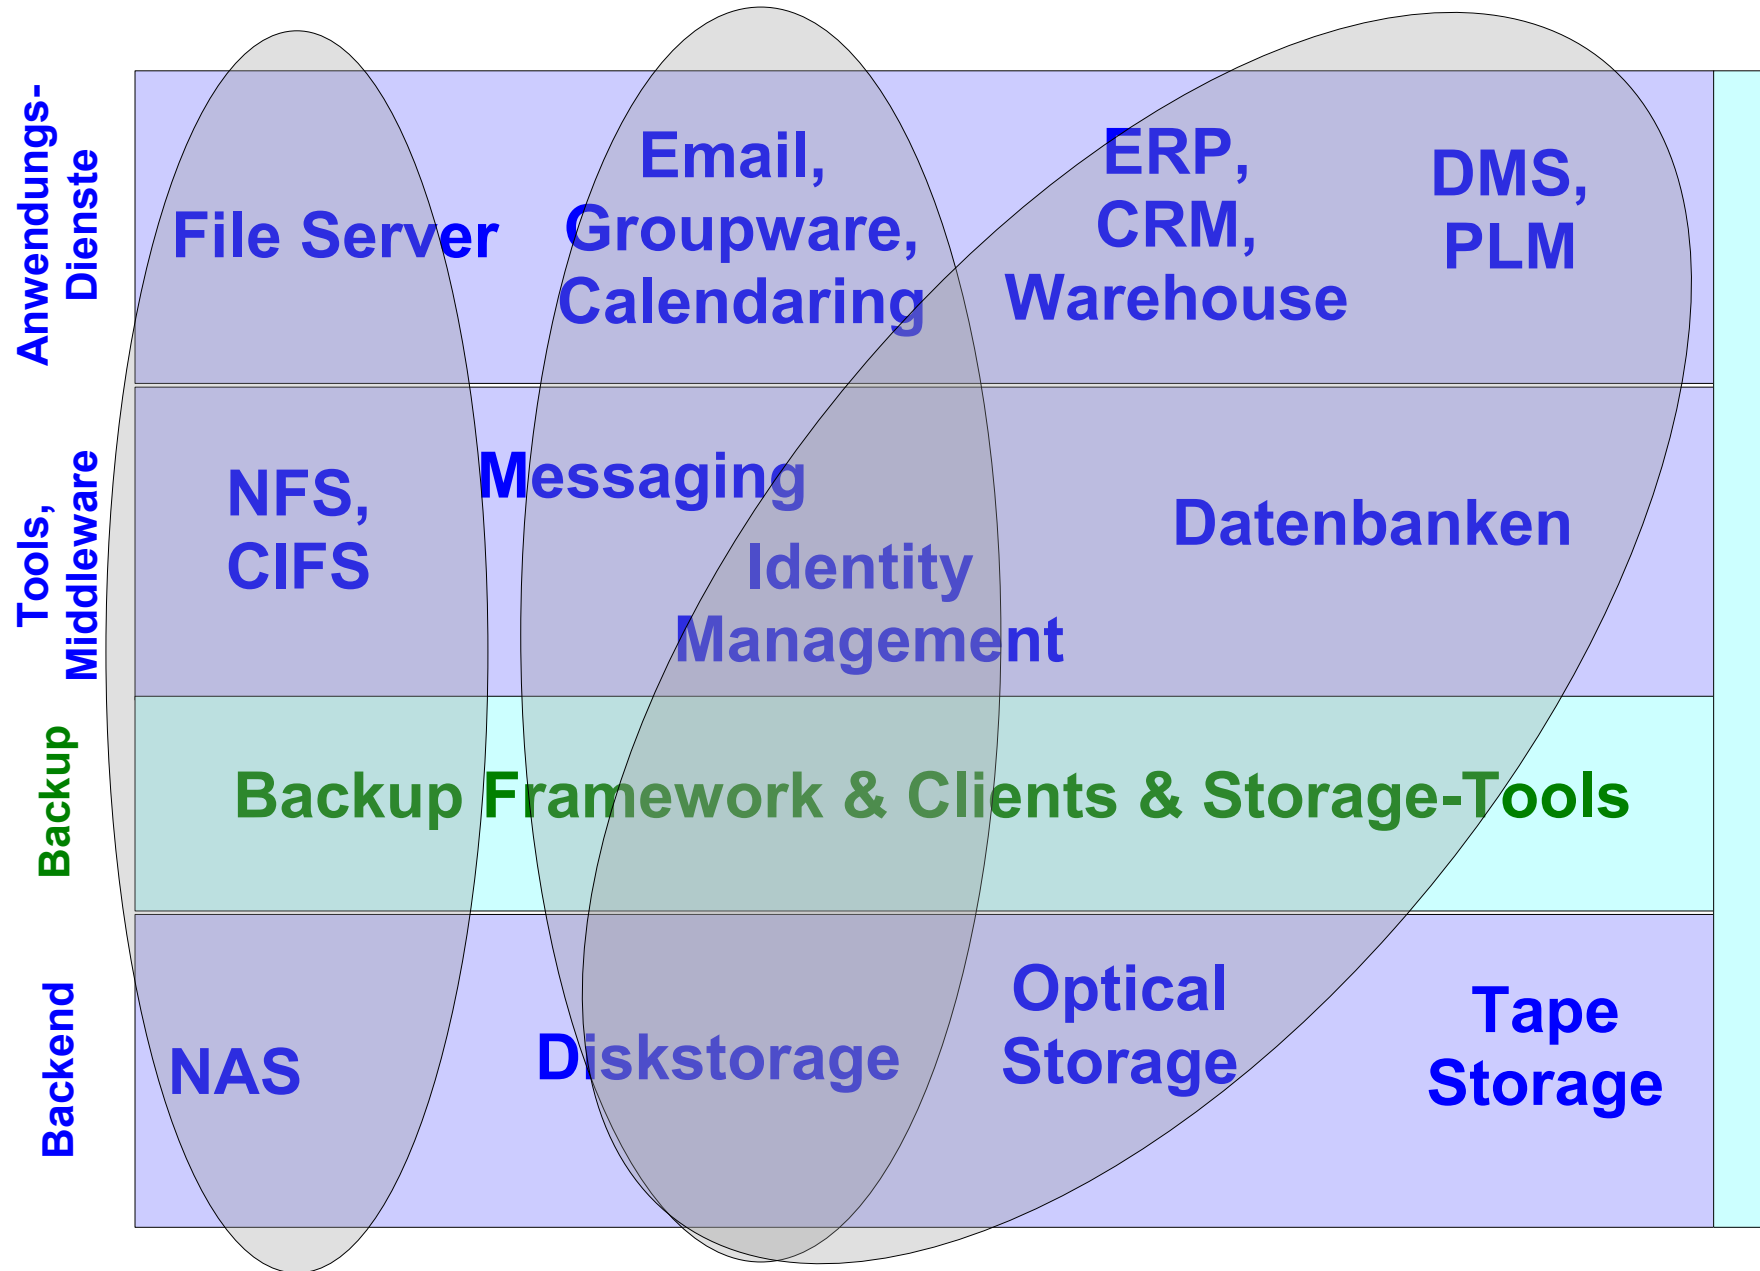 Anwendungs-
Dienste
File Server
Email,
Groupware,
Calendaring
ERP,
CRM,
Warehouse
DMS,
PLM
Tools,
Middleware
NFS,
CIFS
Messaging
Identity
Management
Datenbanken
Backup
Backup Framework & Clients & Storage-Tools
Backend
NAS
Diskstorage
Optical
Storage
Tape
Storage